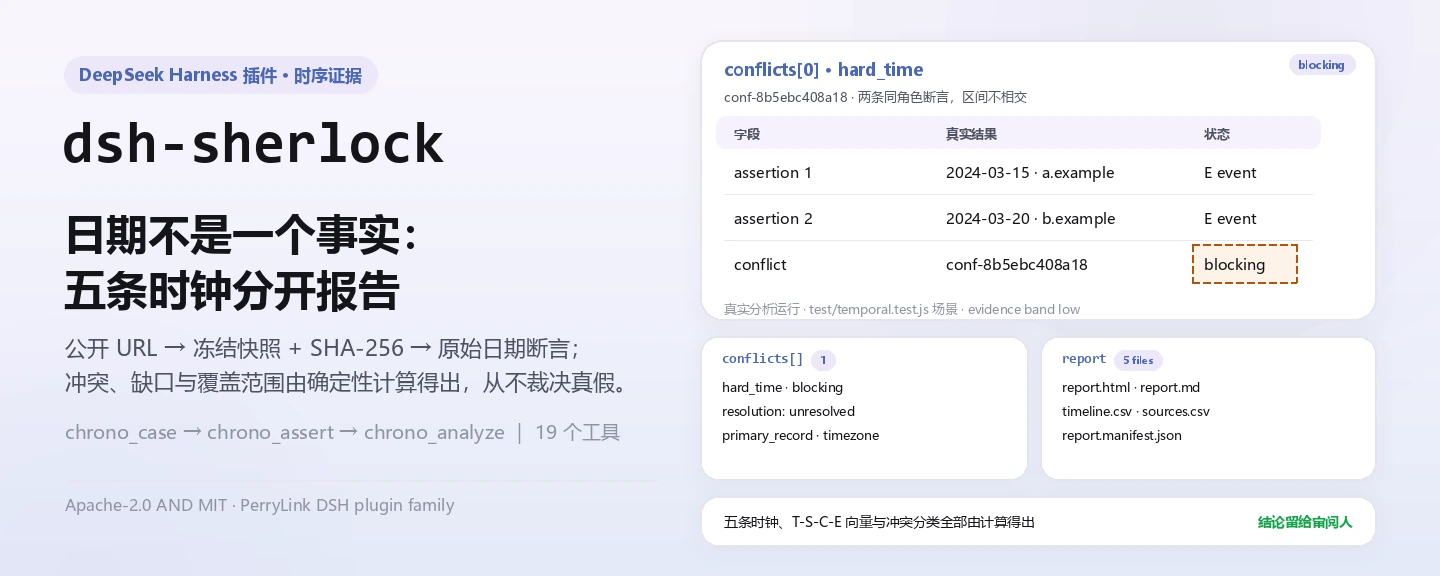 DeepSeek Harness 插件 • 时序证据
dsh-sherlock
日期不是一个事实：
五条时钟分开报告
公开 URL → 冻结快照 + SHA-256 → 原始日期断言；
冲突、缺口与覆盖范围由确定性计算得出，从不裁决真假。
chrono_case → chrono_assert → chrono_analyze ｜ 19 个工具
Apache-2.0 AND MIT · PerryLink DSH plugin family
conflicts[0] • hard_time
blocking
conf-8b5ebc408a18 · 两条同角色断言，区间不相交
字段 真实结果 状态
assertion 1 2024-03-15 · a.example E event
assertion 2 2024-03-20 · b.example E event
conflict conf-8b5ebc408a18 blocking
真实分析运行 · test/temporal.test.js 场景 · evidence band low
conflicts[] 1
hard_time · blocking
resolution: unresolved
primary_record · timezone
report 5 files
report.html · report.md
timeline.csv · sources.csv
report.manifest.json
五条时钟、T-S-C-E 向量与冲突分类全部由计算得出
结论留给审阅人